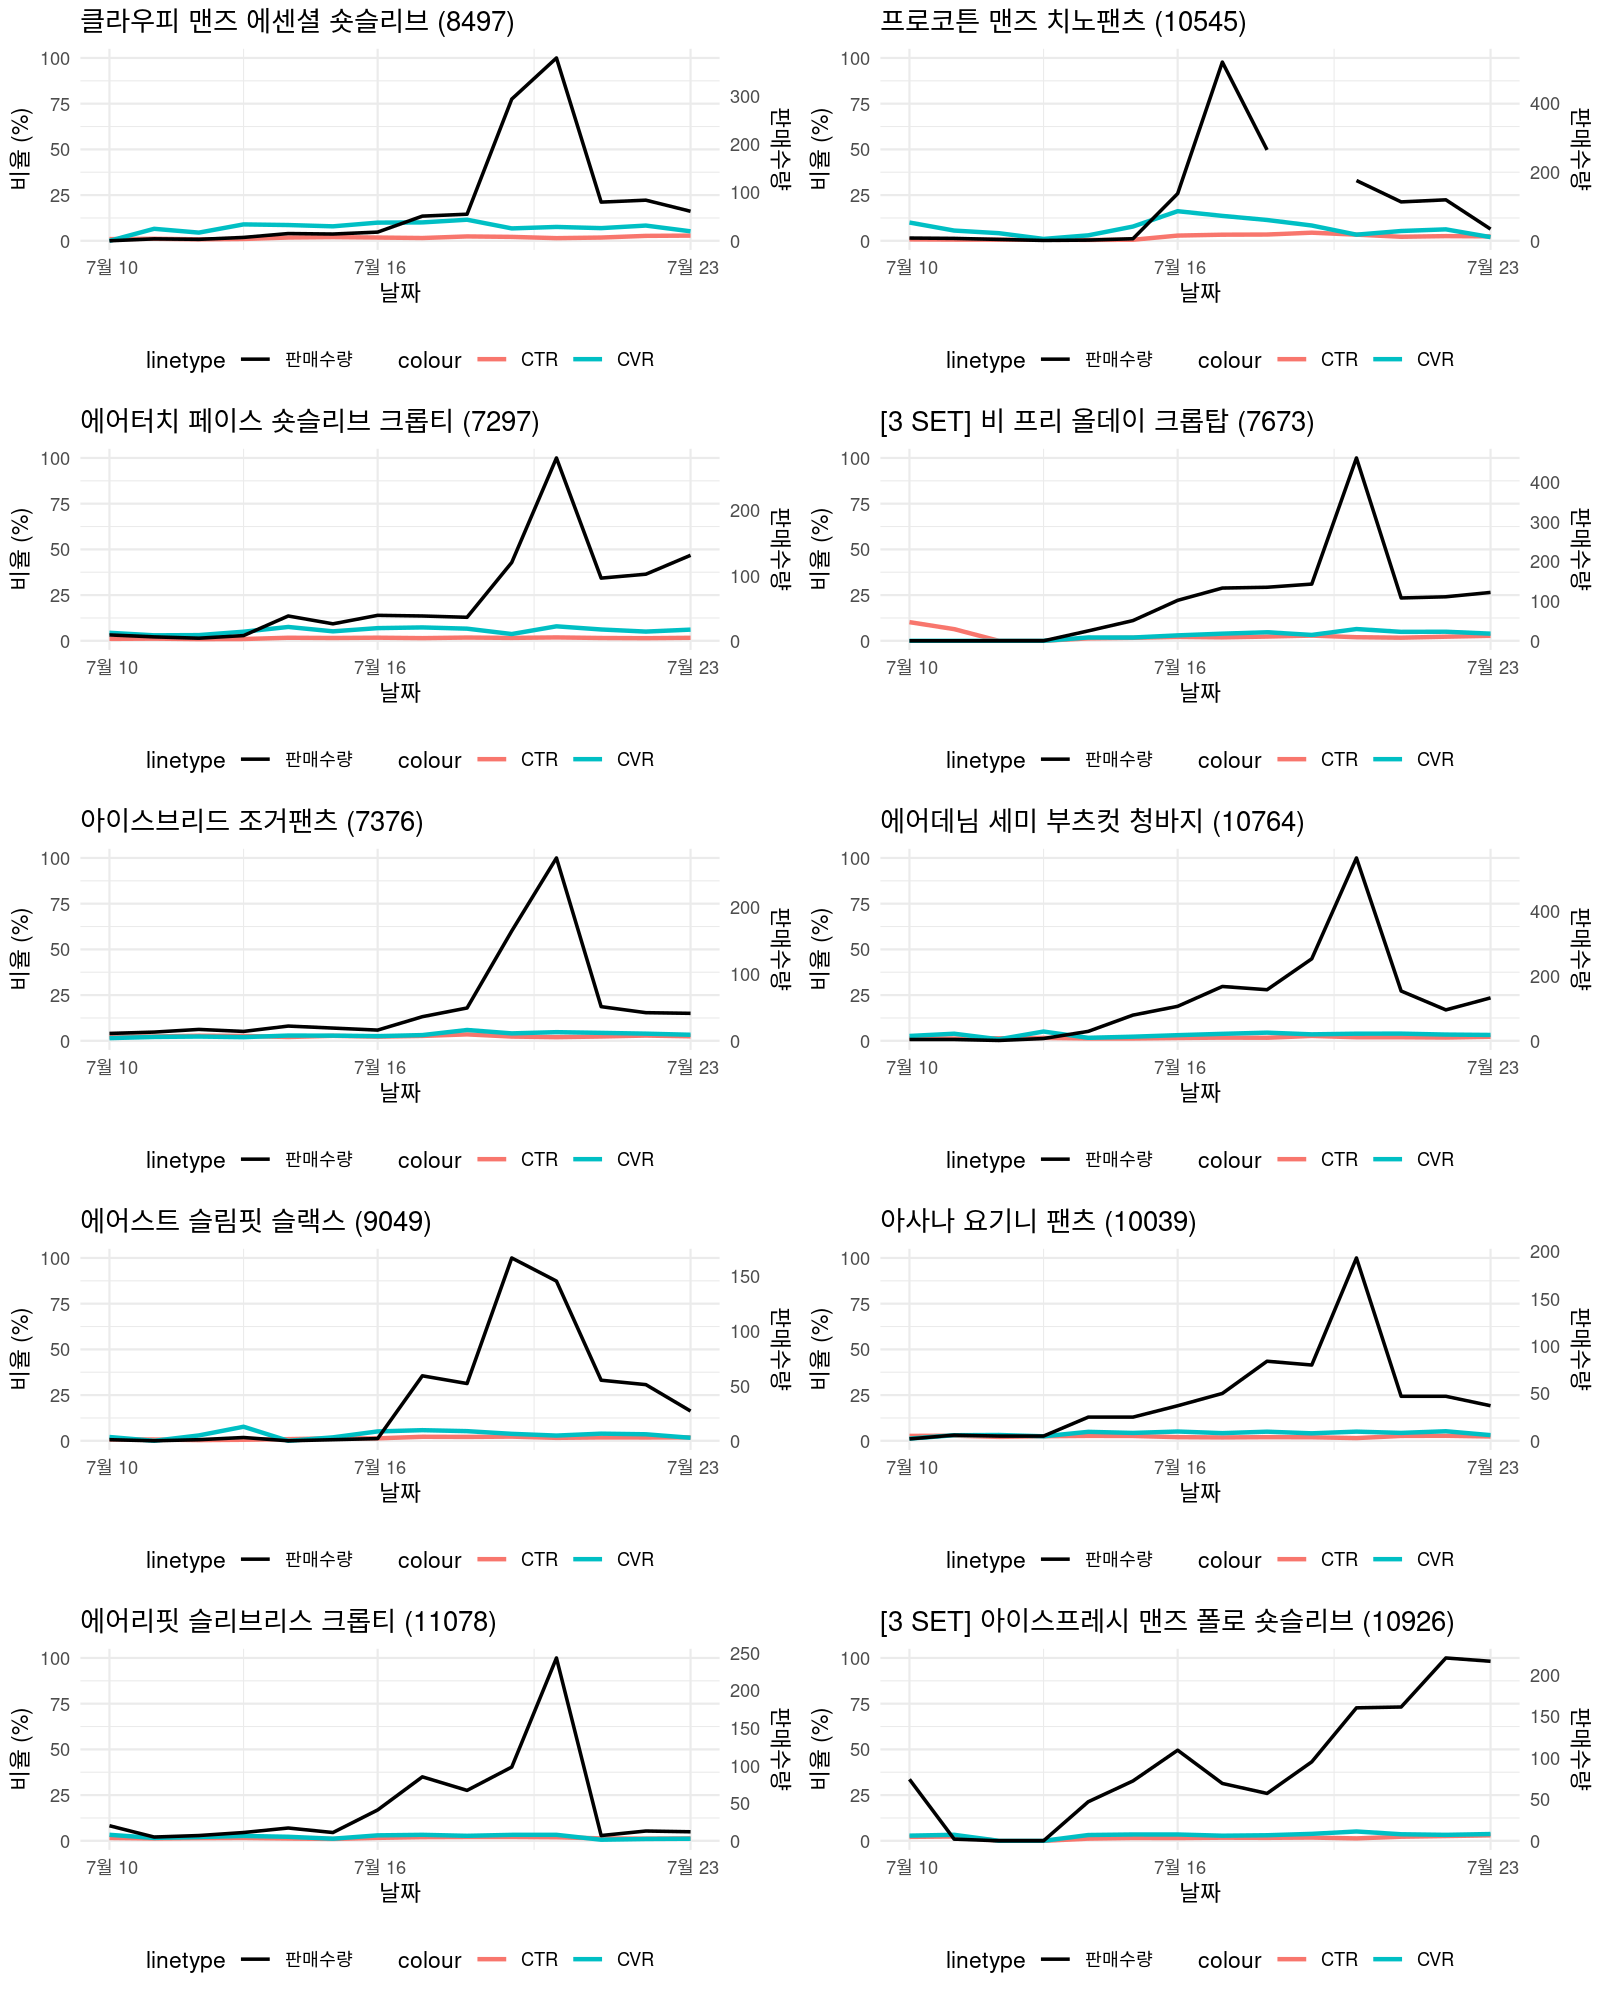 클라우피 맨즈 에센셜 숏슬리브 (8497)
100
75
50
25
0
비율 (%)
300
200
100
0
판매수량
7월 10
7월 16
7월 23
날짜
linetype 판매수량 colour CTR CVR
프로코튼 맨즈 치노팬츠 (10545)
100
75
50
25
0
비율 (%)
400
200
0
판매수량
7월 10
7월 16
7월 23
날짜
linetype 판매수량 colour CTR CVR
에어터치 페이스 숏슬리브 크롭티 (7297)
100
75
50
25
0
비율 (%)
200
100
0
판매수량
7월 10
7월 16
7월 23
날짜
linetype 판매수량 colour CTR CVR
[3 SET] 비 프리 올데이 크롭탑 (7673)
100
75
50
25
0
비율 (%)
400
300
200
100
0
판매수량
7월 10
7월 16
7월 23
날짜
linetype 판매수량 colour CTR CVR
아이스브리드 조거팬츠 (7376)
100
75
50
25
0
비율 (%)
200
100
0
판매수량
7월 10
7월 16
7월 23
날짜
linetype 판매수량 colour CTR CVR
에어데님 세미 부츠컷 청바지 (10764)
100
75
50
25
0
비율 (%)
400
200
0
판매수량
7월 10
7월 16
7월 23
날짜
linetype 판매수량 colour CTR CVR
에어스트 슬림핏 슬랙스 (9049)
100
75
50
25
0
비율 (%)
150
100
50
0
판매수량
7월 10
7월 16
7월 23
날짜
linetype 판매수량 colour CTR CVR
아사나 요기니 팬츠 (10039)
100
75
50
25
0
비율 (%)
200
150
100
50
0
판매수량
7월 10
7월 16
7월 23
날짜
linetype 판매수량 colour CTR CVR
에어리핏 슬리브리스 크롭티 (11078)
100
75
50
25
0
비율 (%)
250
200
150
100
50
0
판매수량
7월 10
7월 16
7월 23
날짜
linetype 판매수량 colour CTR CVR
[3 SET] 아이스프레시 맨즈 폴로 숏슬리브 (10926)
100
75
50
25
0
비율 (%)
200
150
100
50
0
판매수량
7월 10
7월 16
7월 23
날짜
linetype 판매수량 colour CTR CVR